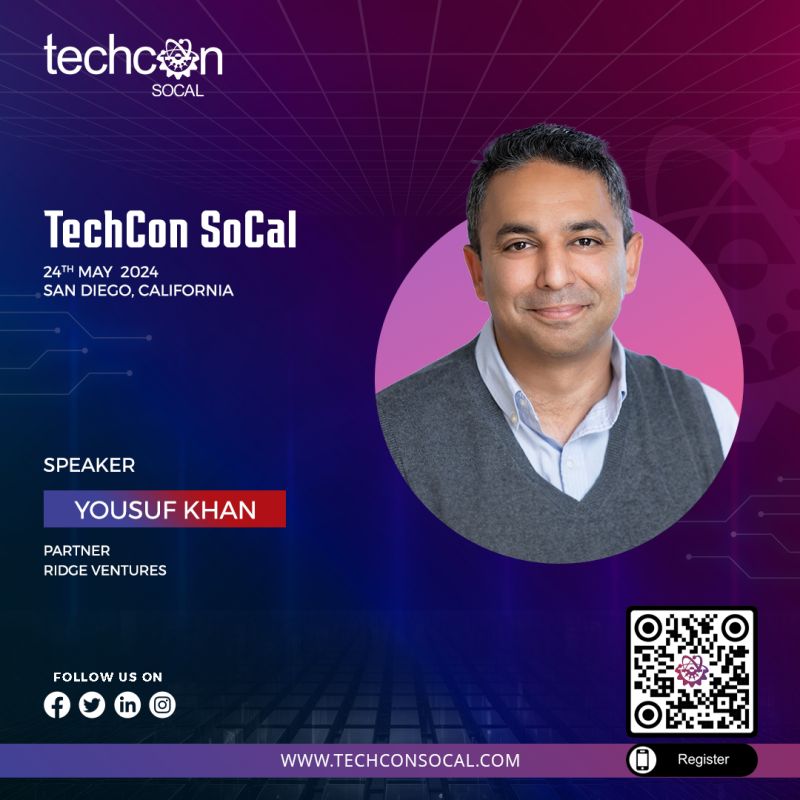 techcon
SOCAL
TechCon SoCal
24TH MAY 2024
SAN DIEGO, CALIFORNIA
SPEAKER
YOUSUF KHAN
PARTNER
RIDGE VENTURES
FOLLOW US ON
WWW.TECHCONSOCAL.COM
Register